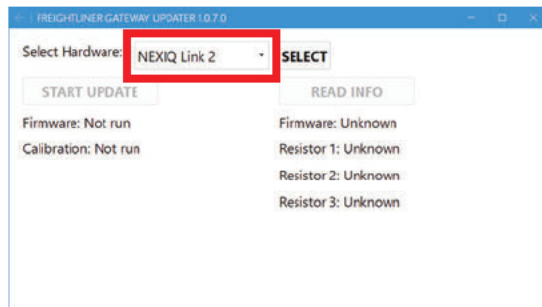 FREIGHTLINER GATEWAY UPDATER 1.0.7.0
Select Hardware: NEXIQ Link 2 SELECT
START UPDATE READ INFO
Firmware: Not run Firmware: Unknown
Calibration: Not run Resistor 1: Unknown
Resistor 2: Unknown
Resistor 3: Unknown